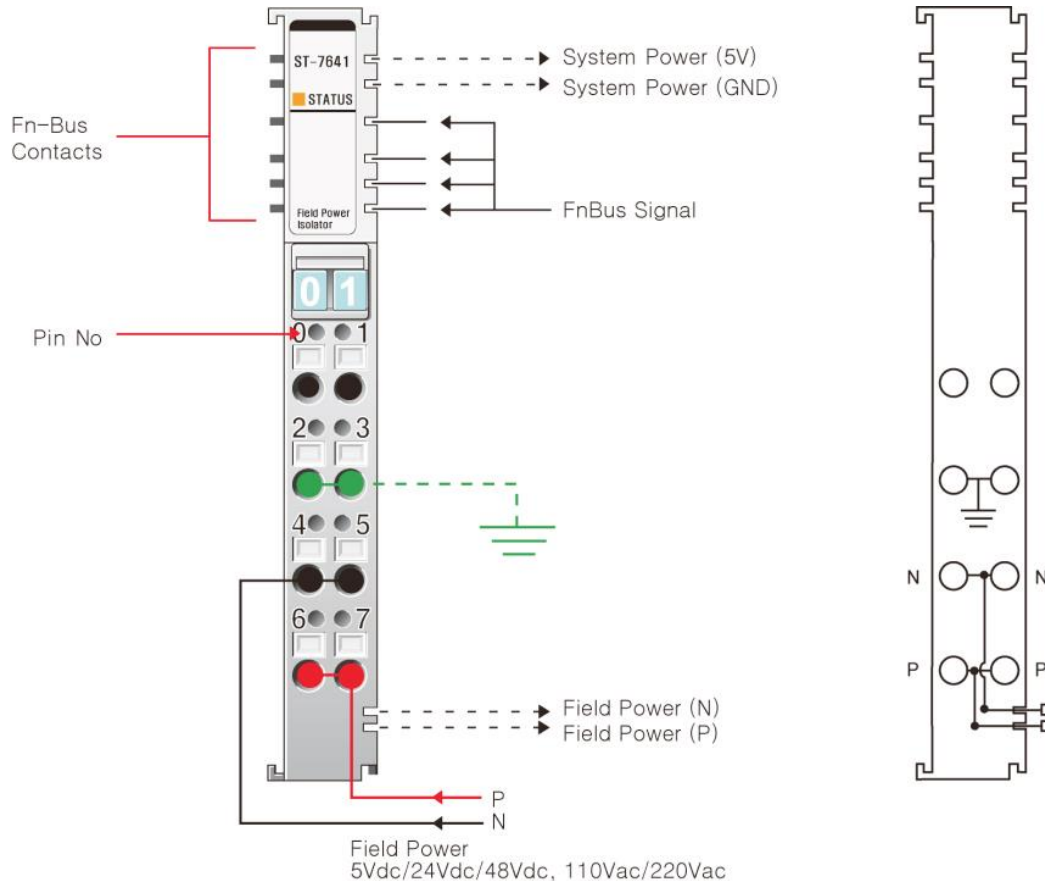 ST-7641
STATUS
Field Power
Isolator
System Power (5V)
System Power (GND)
Fn-Bus
Contacts
FnBus Signal
0 1
Pin No
0 1
2 3
4 5
6 7
Field Power (N)
Field Power (P)
P
N
Field Power
5Vdc/24Vdc/48Vdc, 110Vac/220Vac
N N
P P